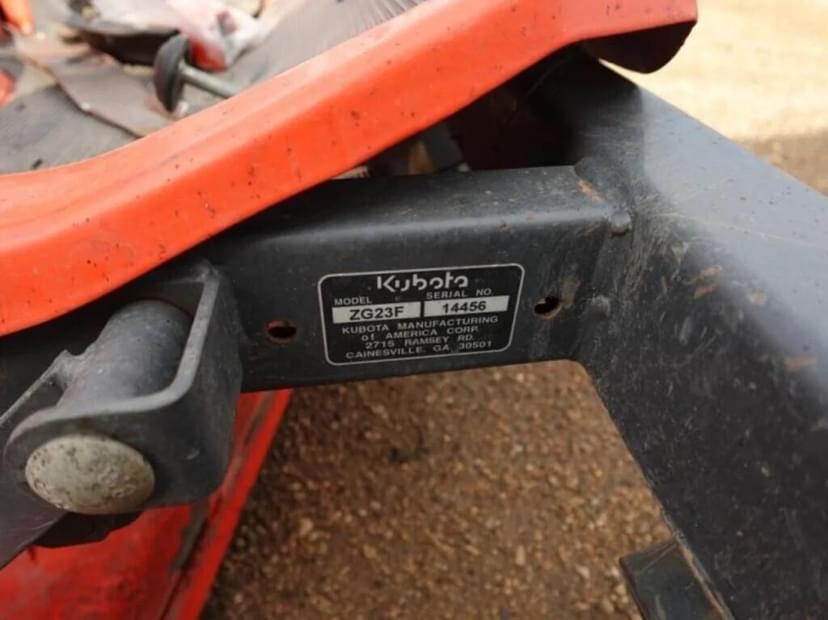 Kubota
MODEL SERIAL NO.
ZG23F 14456
KUBOTA MANUFACTURING
of AMERICA CORP.
2715 RAMSEY RD.
GAINESVILLE, GA 30501